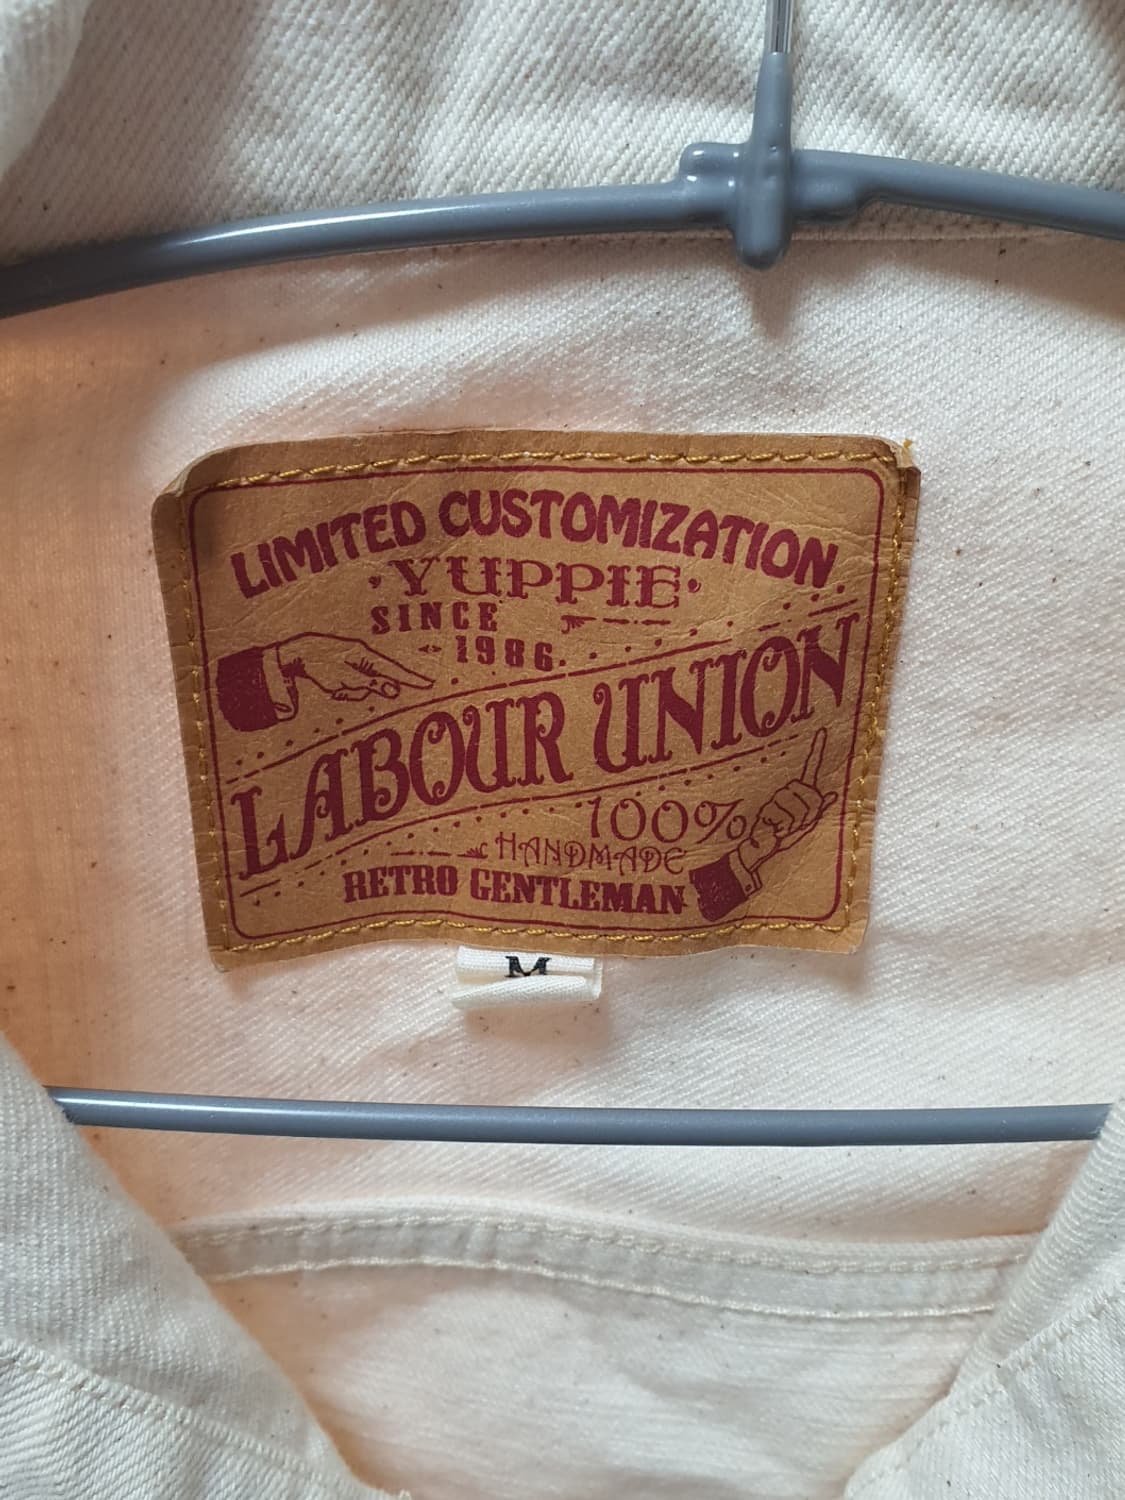 LIMITED CUSTOMIZATION
YUPPIE
SINCE
1986
LABOUR UNION
100%
HANDMADE
RETRO GENTLEMAN
M